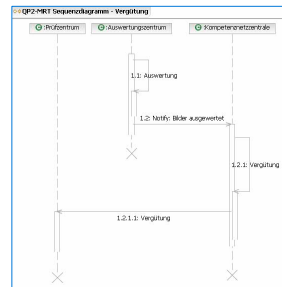 QP2-MRT Sequenzdiagramm - Vergütung
:Prüfzentrum
:Auswertungszentrum
:Kompetenznetzzentrale
1.1: Auswertung
1.2: Notify: Bilder ausgewertet
1.2.1: Vergütung
1.2.1.1: Vergütung